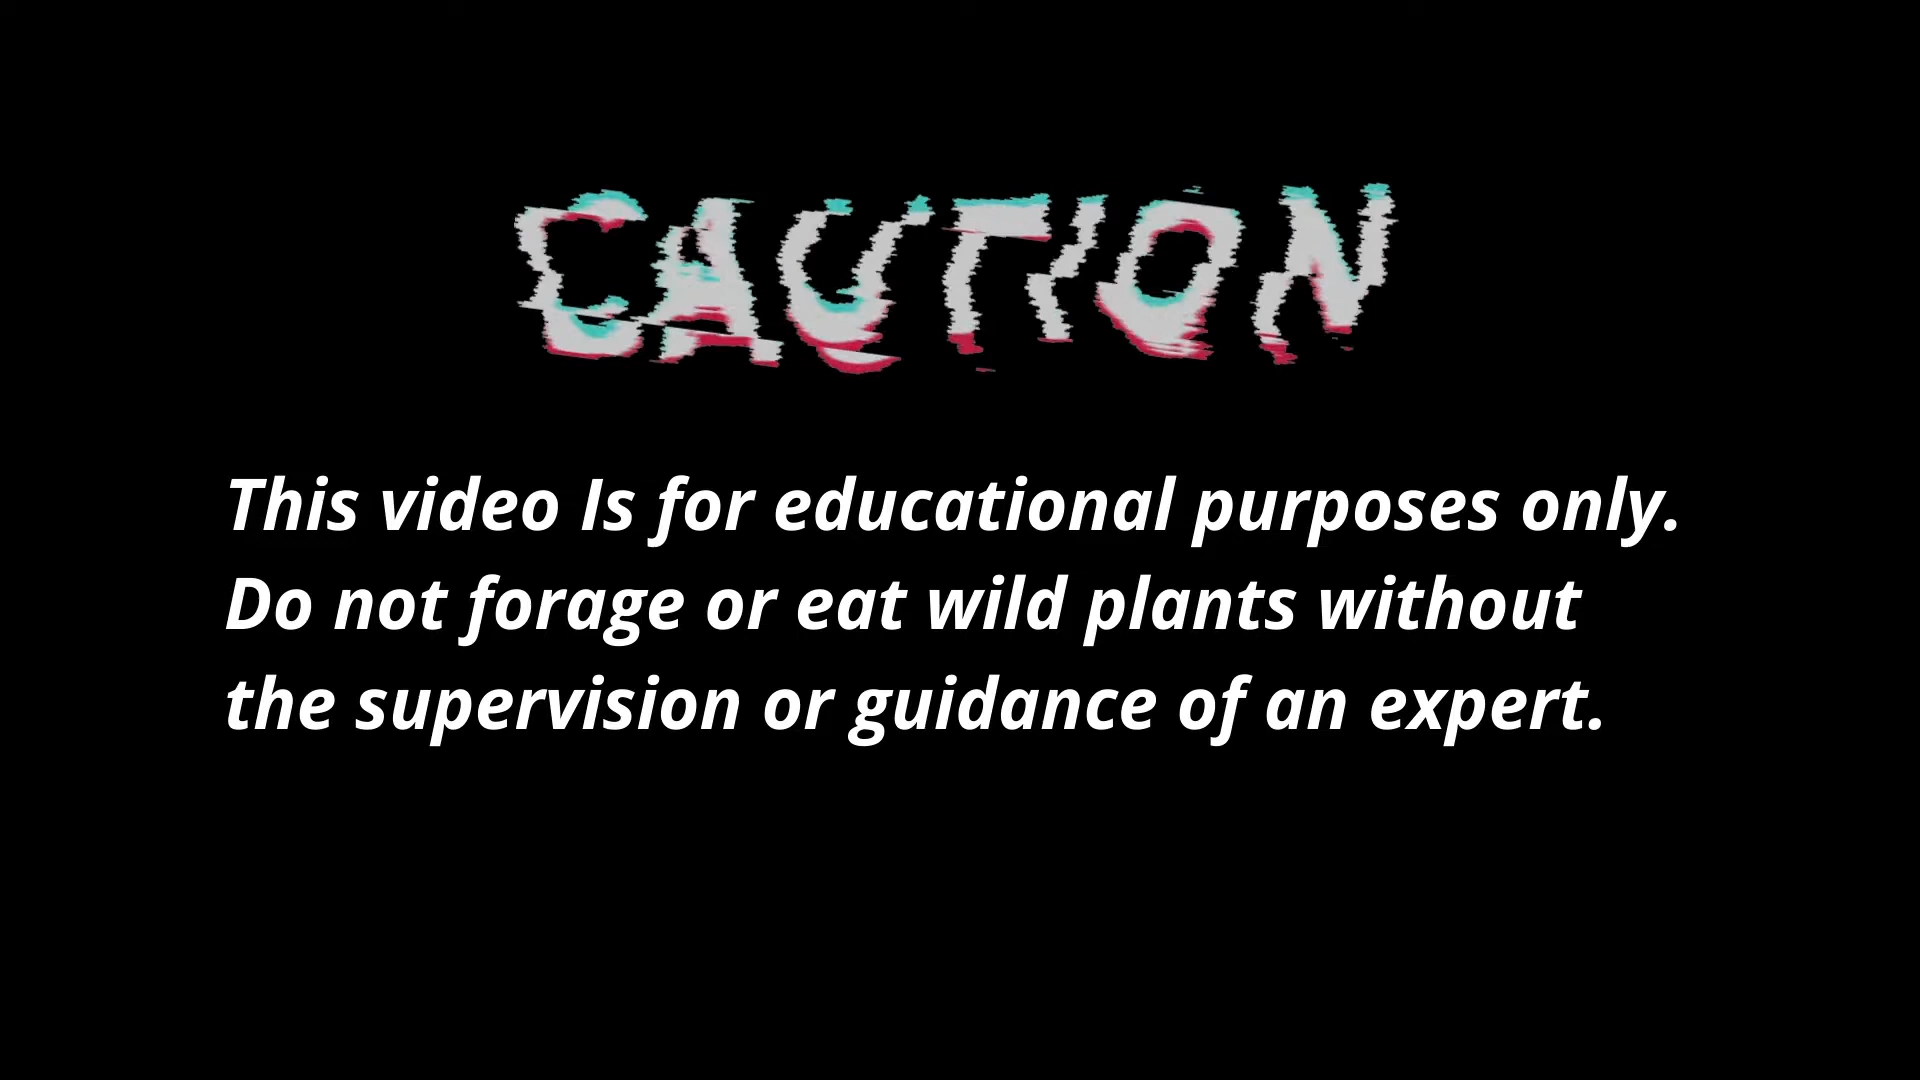 CAUTION
This video Is for educational purposes only.
Do not forage or eat wild plants without
the supervision or guidance of an expert.